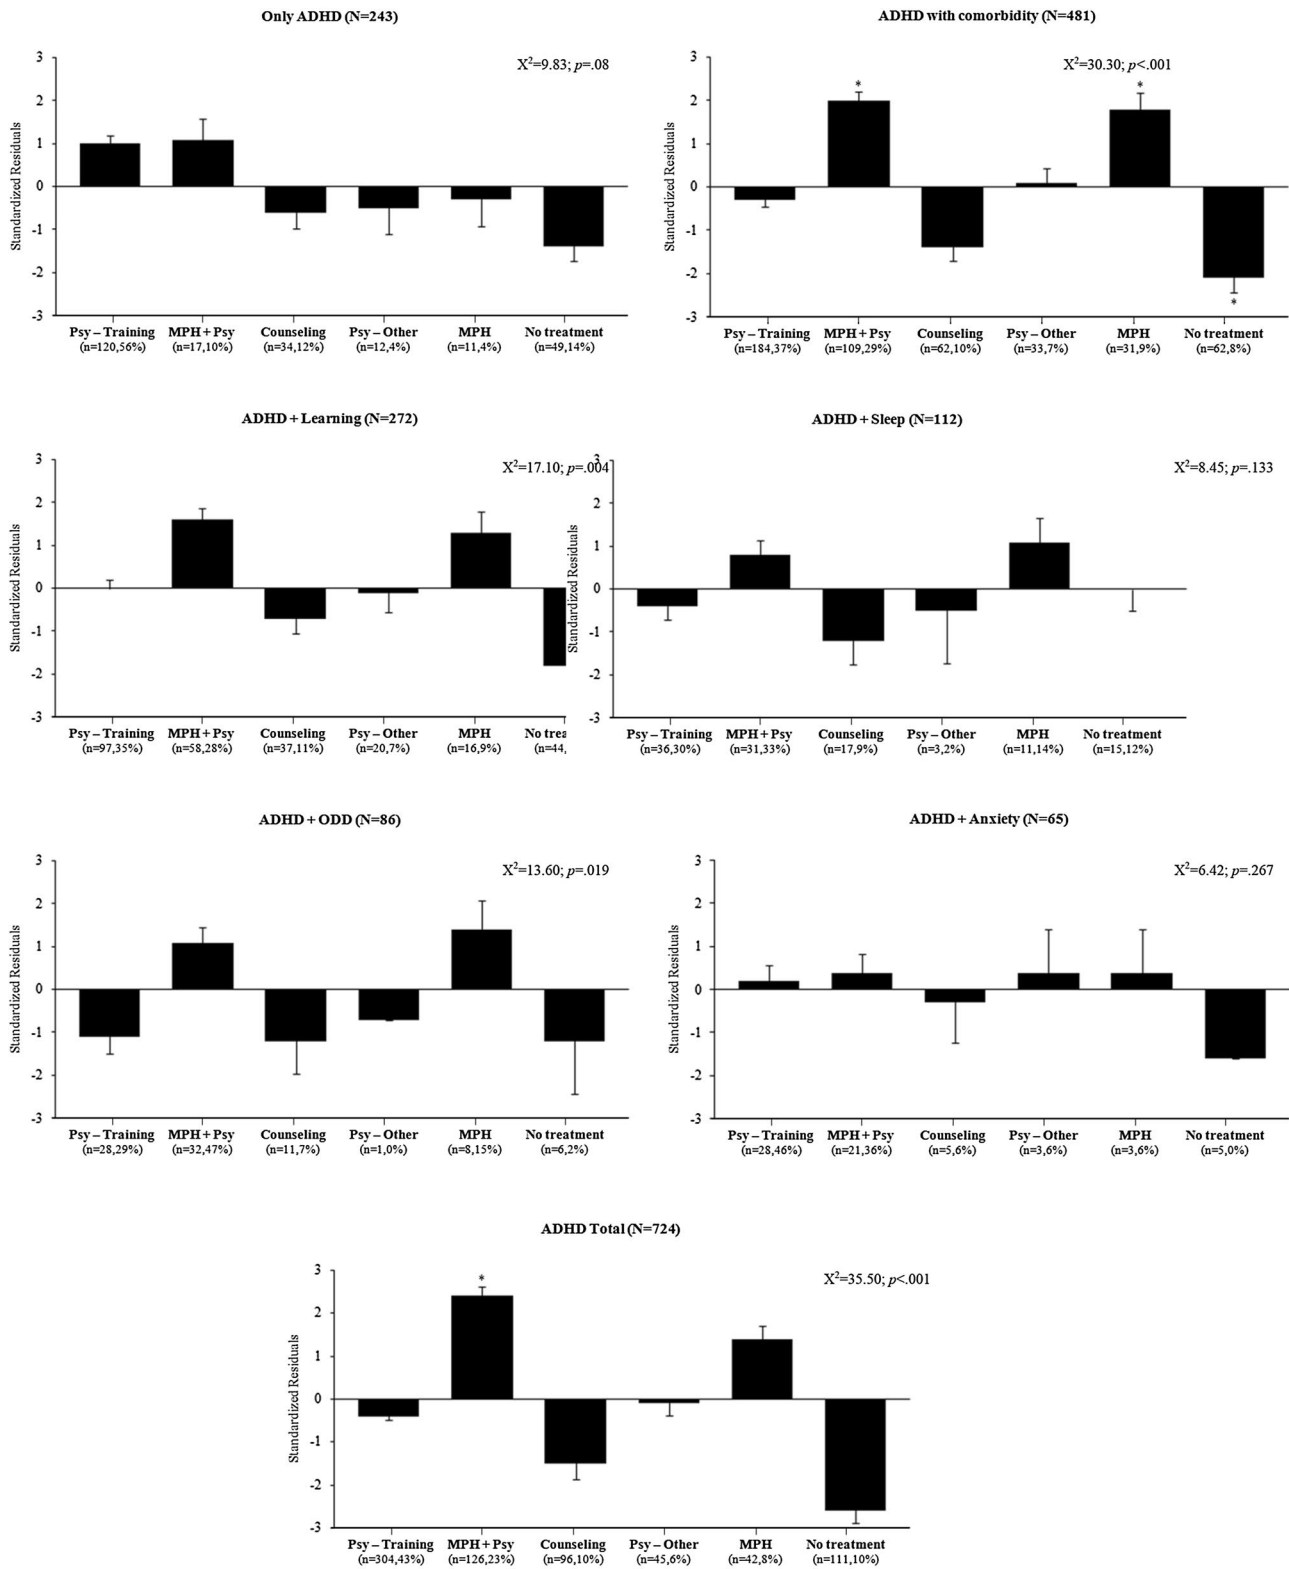 Only ADHD (N=243)
X²=9.83; p=.08
Standardized Residuals
3
2
1
0
-1
-2
-3
Psy – Training MPH + Psy Counseling Psy – Other MPH No treatment
(n=120,56%) (n=17,10%) (n=34,12%) (n=12,4%) (n=11,4%) (n=49,14%)
ADHD with comorbidity (N=481)
X²=30.30; p<.001
Standardized Residuals
3
2
1
0
-1
-2
-3
*
*
*
Psy – Training MPH + Psy Counseling Psy – Other MPH No treatment
(n=184,37%) (n=109,29%) (n=62,10%) (n=33,7%) (n=31,9%) (n=62,8%)
ADHD + Learning (N=272)
X²=17.10; p=.004
Standardized Residuals
3
2
1
0
-1
-2
-3
Psy – Training MPH + Psy Counseling Psy – Other MPH No trea
(n=97,35%) (n=58,28%) (n=37,11%) (n=20,7%) (n=16,9%) (n=44,
ADHD + Sleep (N=112)
X²=8.45; p=.133
Standardized Residuals
3
2
1
0
-1
-2
-3
Psy – Training MPH + Psy Counseling Psy – Other MPH No treatment
(n=36,30%) (n=31,33%) (n=17,9%) (n=3,2%) (n=11,14%) (n=15,12%)
ADHD + ODD (N=86)
X²=13.60; p=.019
Standardized Residuals
3
2
1
0
-1
-2
-3
Psy – Training MPH + Psy Counseling Psy – Other MPH No treatment
(n=28,29%) (n=32,47%) (n=11,7%) (n=1,0%) (n=8,15%) (n=6,2%)
ADHD + Anxiety (N=65)
X²=6.42; p=.267
Standardized Residuals
3
2
1
0
-1
-2
-3
Psy – Training MPH + Psy Counseling Psy – Other MPH No treatment
(n=28,46%) (n=21,36%) (n=5,6%) (n=3,6%) (n=3,6%) (n=5,0%)
ADHD Total (N=724)
X²=35.50; p<.001
Standardized Residuals
3
2
1
0
-1
-2
-3
*
Psy – Training MPH + Psy Counseling Psy – Other MPH No treatment
(n=304,43%) (n=126,23%) (n=96,10%) (n=45,6%) (n=42,8%) (n=111,10%)